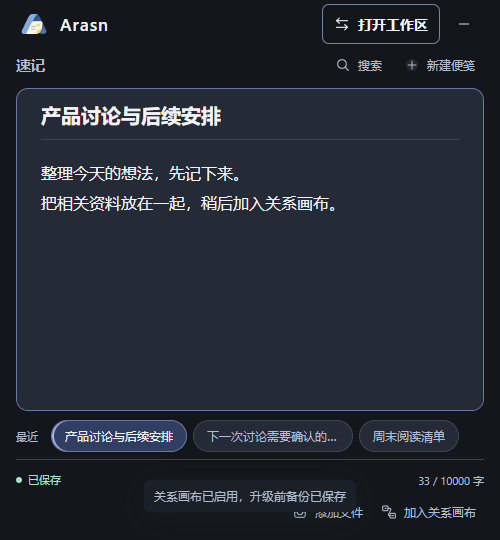 Arasn
打开工作区
速记
搜索
新建便笺
产品讨论与后续安排
整理今天的想法，先记下来。
把相关资料放在一起，稍后加入关系画布。
最近
产品讨论与后续安排
下一次讨论需要确认的...
周末阅读清单
已保存
33 / 10000 字
关系画布已启用，升级前备份已保存
添加文件
加入关系画布